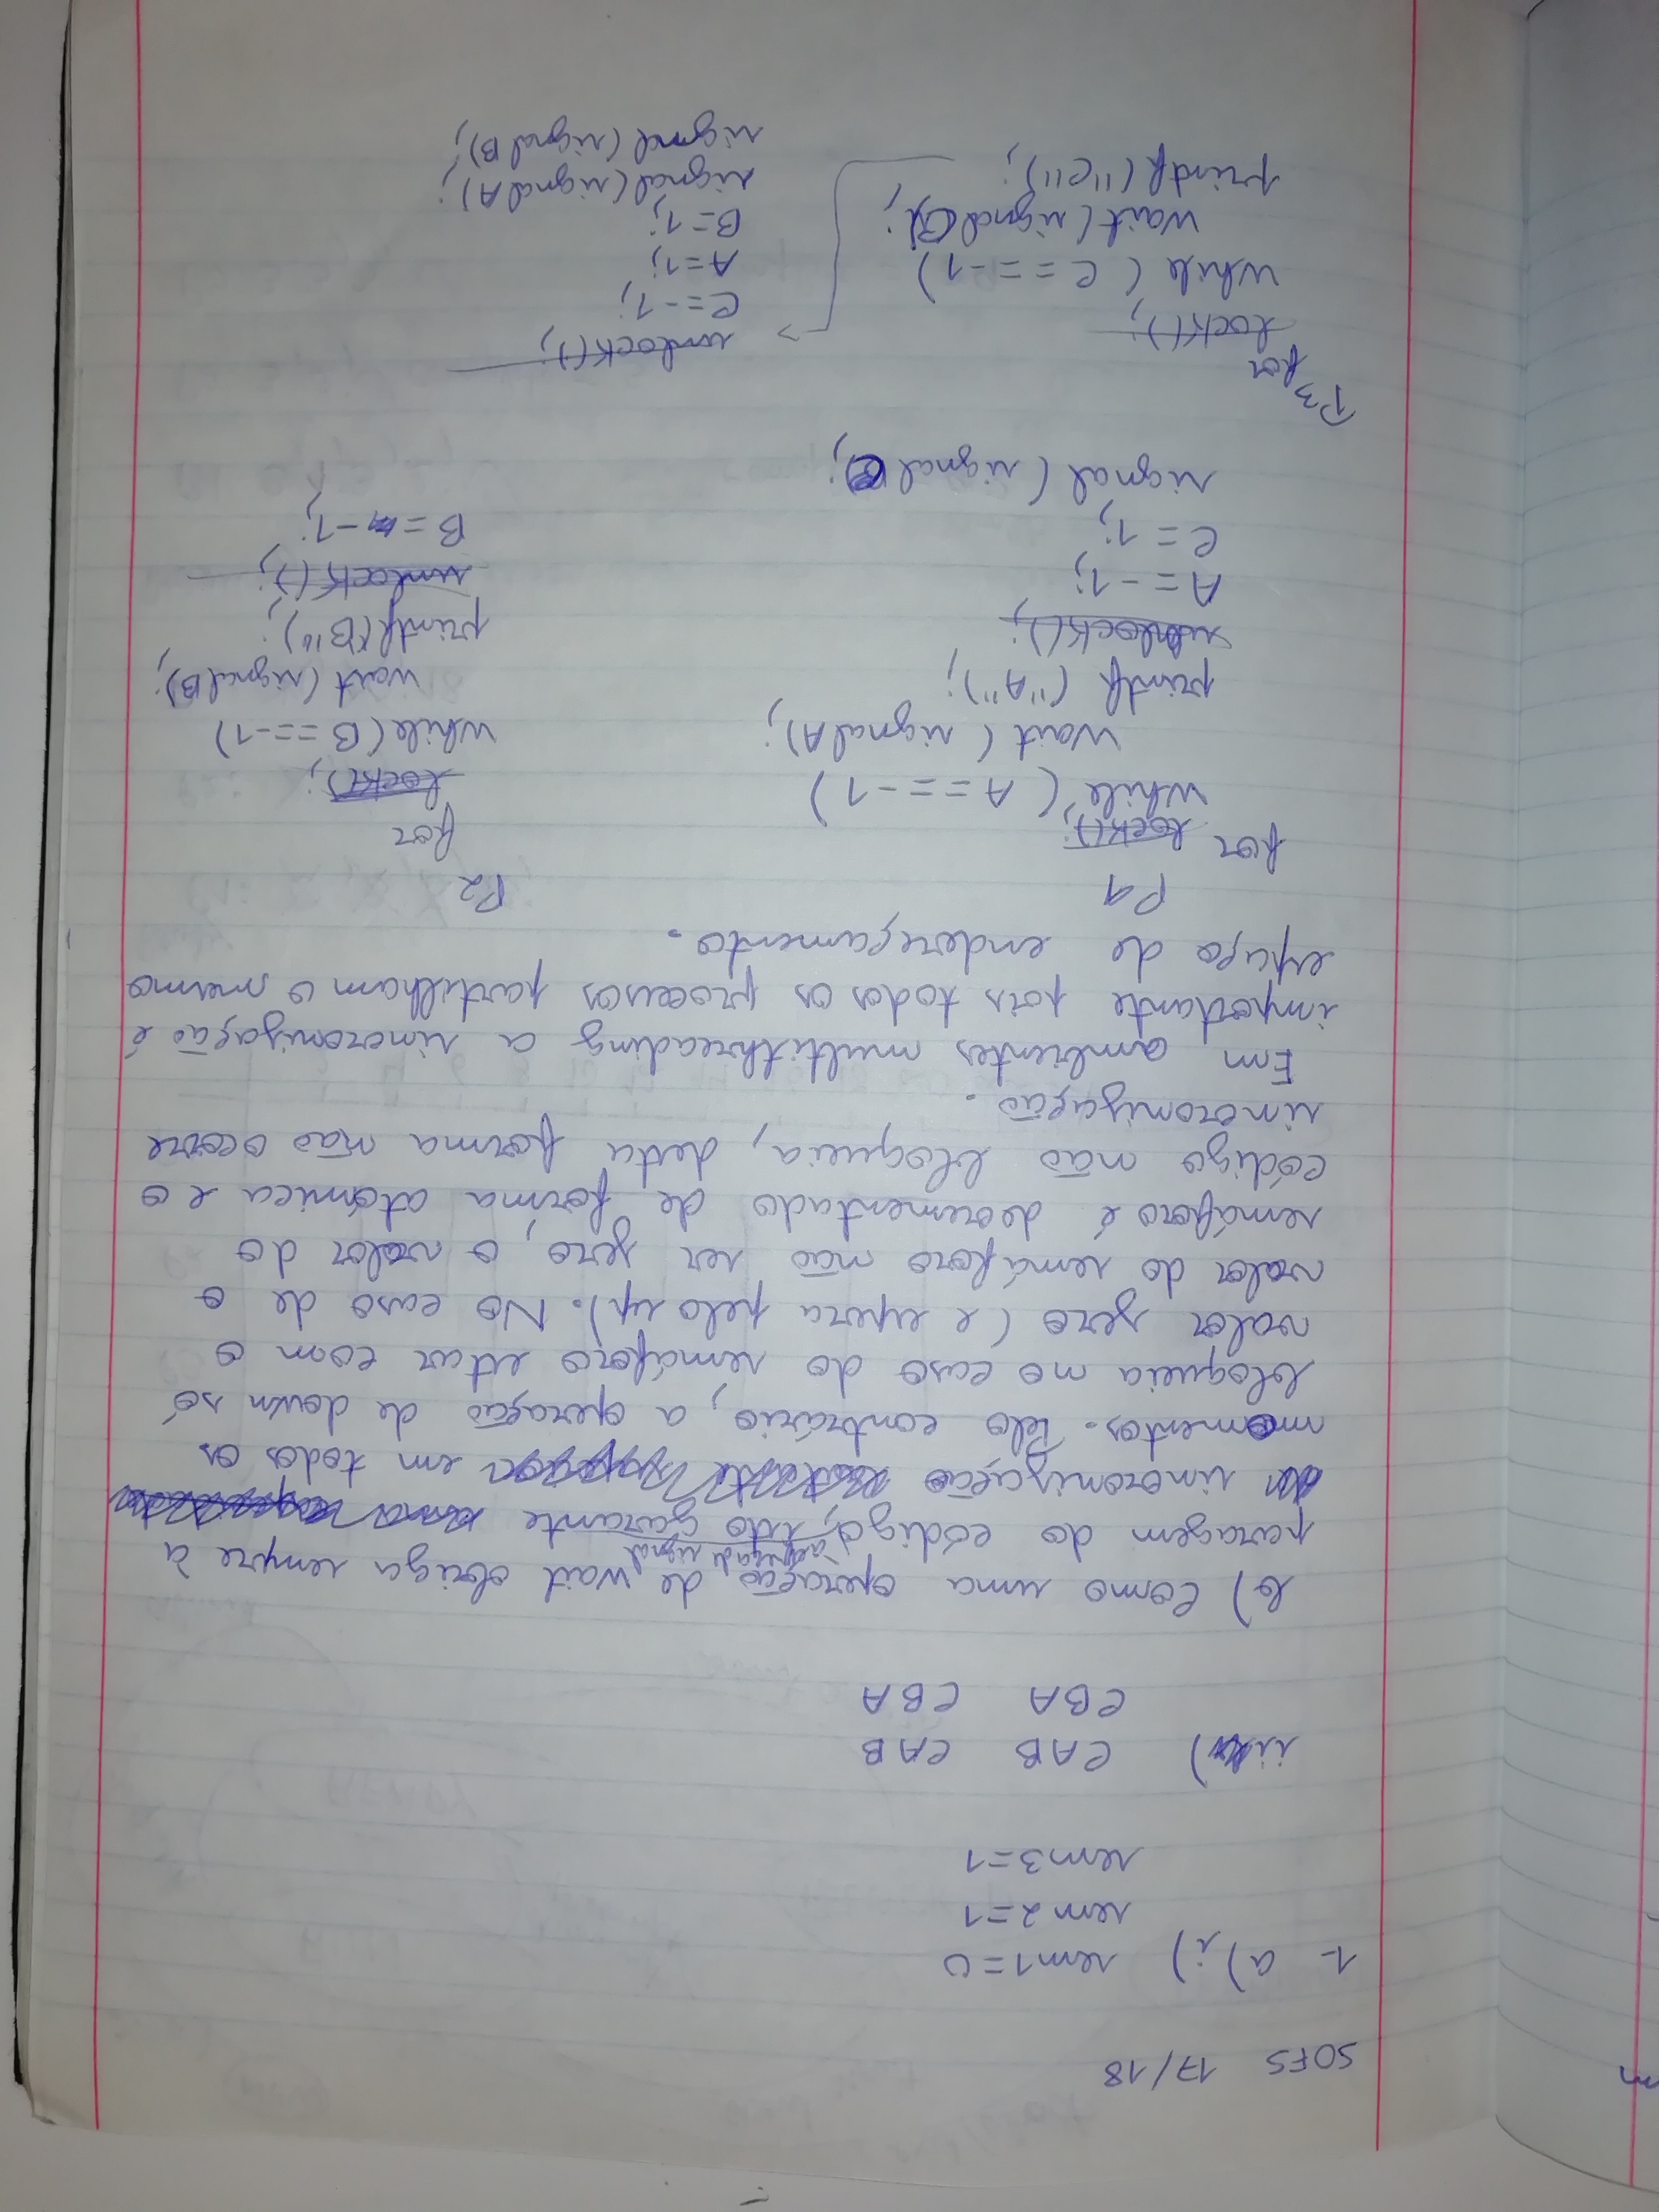 m
SOFS 17/18
1- a) i) sem1=0
sem2=1
sem3=1
ii) CAB CAB
CBA CBA
b) Como uma operação de wait obriga sempre à
paragem do código, à espera de signal isto garante
sincronização em todos os
momentos. Pelo contrário, a operação de down só
bloqueia no caso do semáforo estar com o
valor zero (e espera pelo up). No caso de o
valor do semáforo não ser zero, o valor do
semáforo é decrementado de forma atómica e o
código não bloqueia, desta forma não ocorre
sincronização.
Em ambientes multithreading a sincronização é
importante pois todos os processos partilham o mesmo
espaço de endereçamento.
P1
for
lock();
while (A==-1)
wait(signalA);
printf ("A");
unlock();
A=-1;
C=1;
signal (signalC);
P2
for
lock();
while(B==-1)
wait(signalB);
printf("B");
unlock();
B=-1;
P3
for
lock();
while (C==-1)
wait(signalC);
printf("C");
unlock();
C=-1;
A=1;
B=1;
signal(signalA);
signal(signalB);